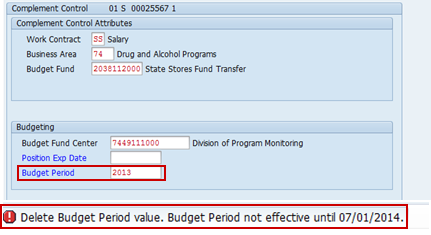 Complement Control 01 S 00025567 1
Complement Control Attributes
Work Contract SS Salary
Business Area 74 Drug and Alcohol Programs
Budget Fund 2038112000 State Stores Fund Transfer
Budgeting
Budget Fund Center 7449111000 Division of Program Monitoring
Position Exp Date
Budget Period 2013
Delete Budget Period value. Budget Period not effective until 07/01/2014.